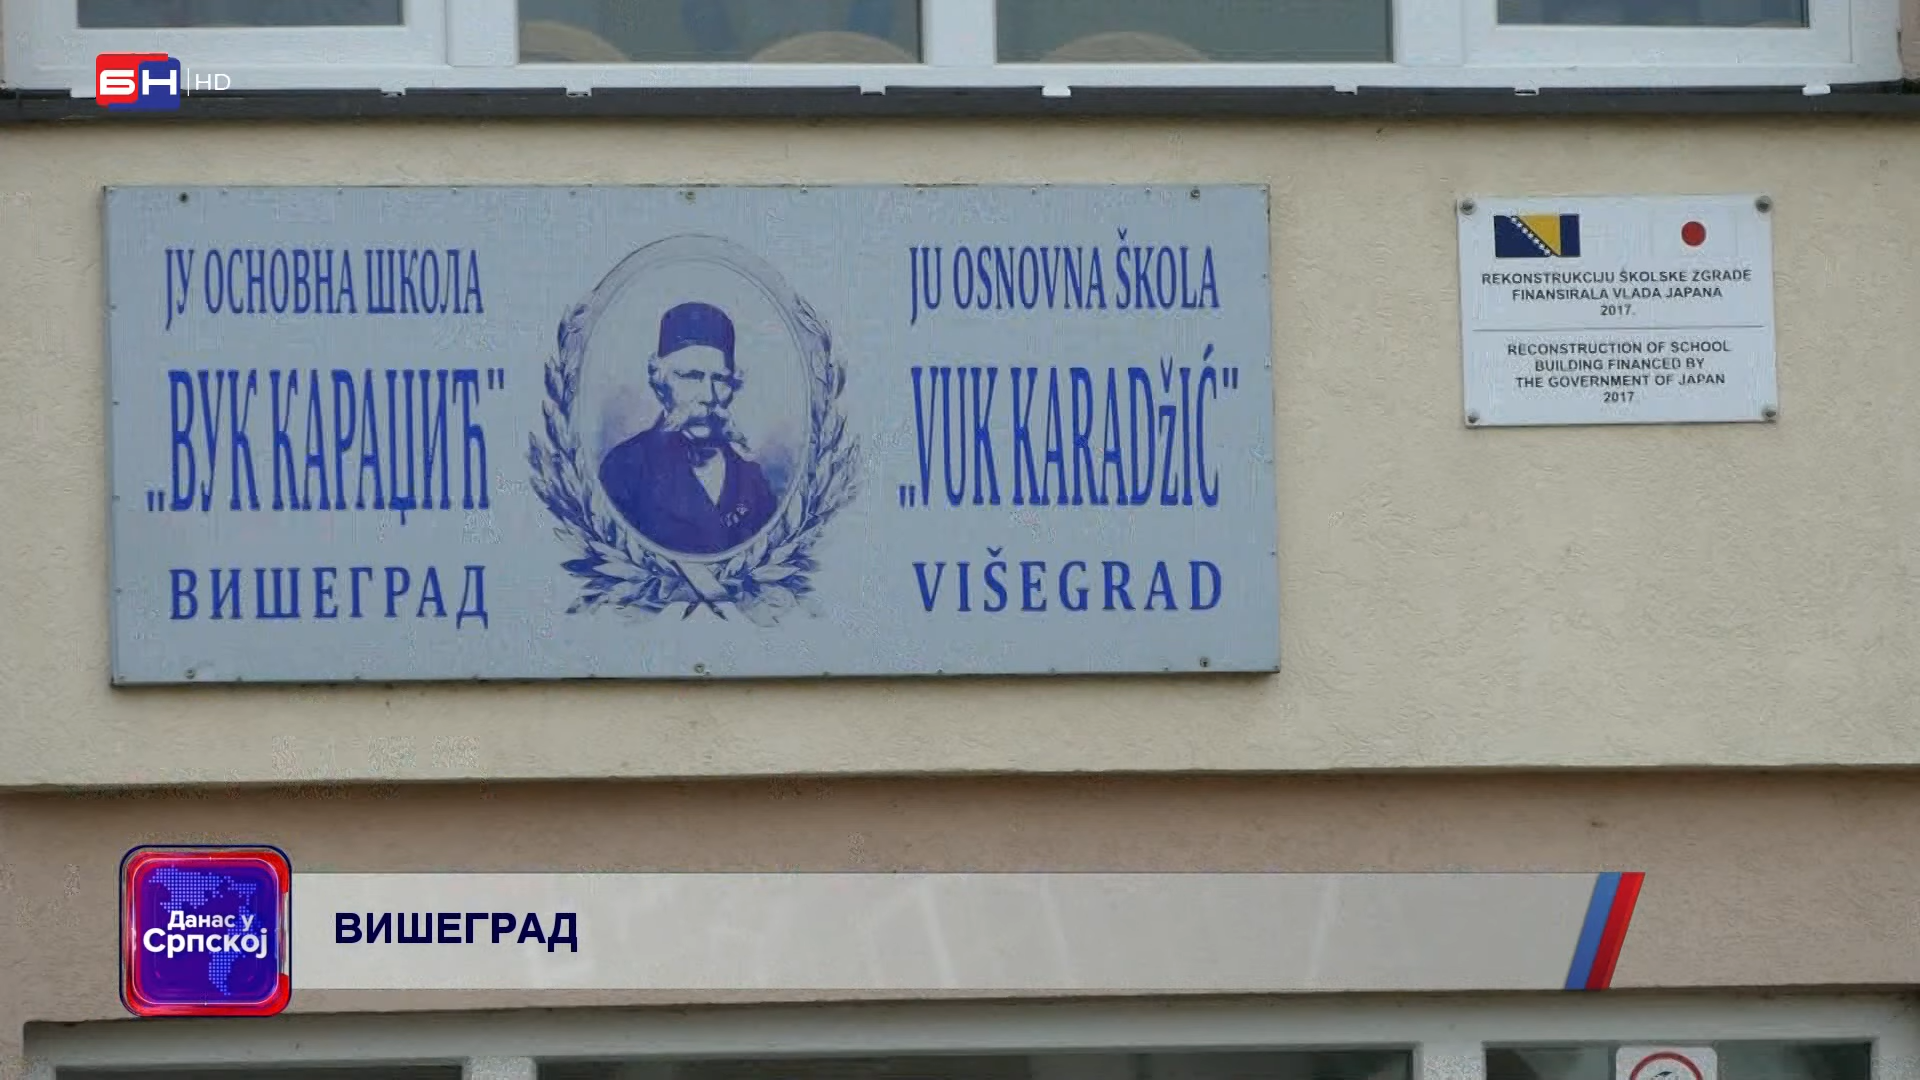 БН HD
ЈУ ОСНОВНА ШКОЛА
„ВУК КАРАЏИЋ"
ВИШЕГРАД
JU OSNOVNA ŠKOLA
„VUK KARADžIĆ"
VIŠEGRAD
REKONSTRUKCIJU ŠKOLSKE ZGRADE
FINANSIRALA VLADA JAPANA
2017.
RECONSTRUCTION OF SCHOOL
BUILDING FINANCED BY
THE GOVERNMENT OF JAPAN
2017
Данас у
Српској
ВИШЕГРАД